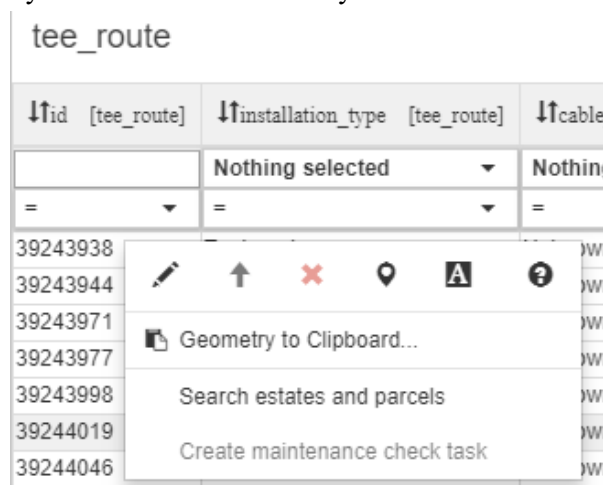 tee_route
id [tee_route] installation_type [tee_route] cable
Nothing selected Nothing
= = =
39243938
39243944
39243971
39243977
39243998
39244019
39244046
A ?
Geometry to Clipboard...
Search estates and parcels
Create maintenance check task